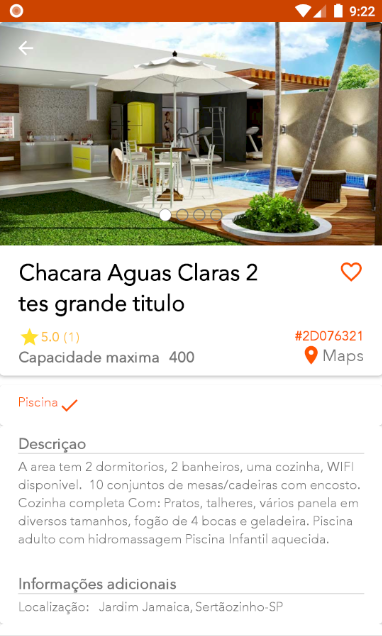 9:22
Chacara Aguas Claras 2
tes grande titulo
5.0 (1)
#2D076321
Capacidade maxima 400
Maps
Piscina
Descriçao
A area tem 2 dormitorios, 2 banheiros, uma cozinha, WIFI
disponivel. 10 conjuntos de mesas/cadeiras com encosto.
Cozinha completa Com: Pratos, talheres, vários panela em
diversos tamanhos, fogão de 4 bocas e geladeira. Piscina
adulto com hidromassagem Piscina Infantil aquecida.
Informações adicionais
Localização: Jardim Jamaica, Sertãozinho-SP